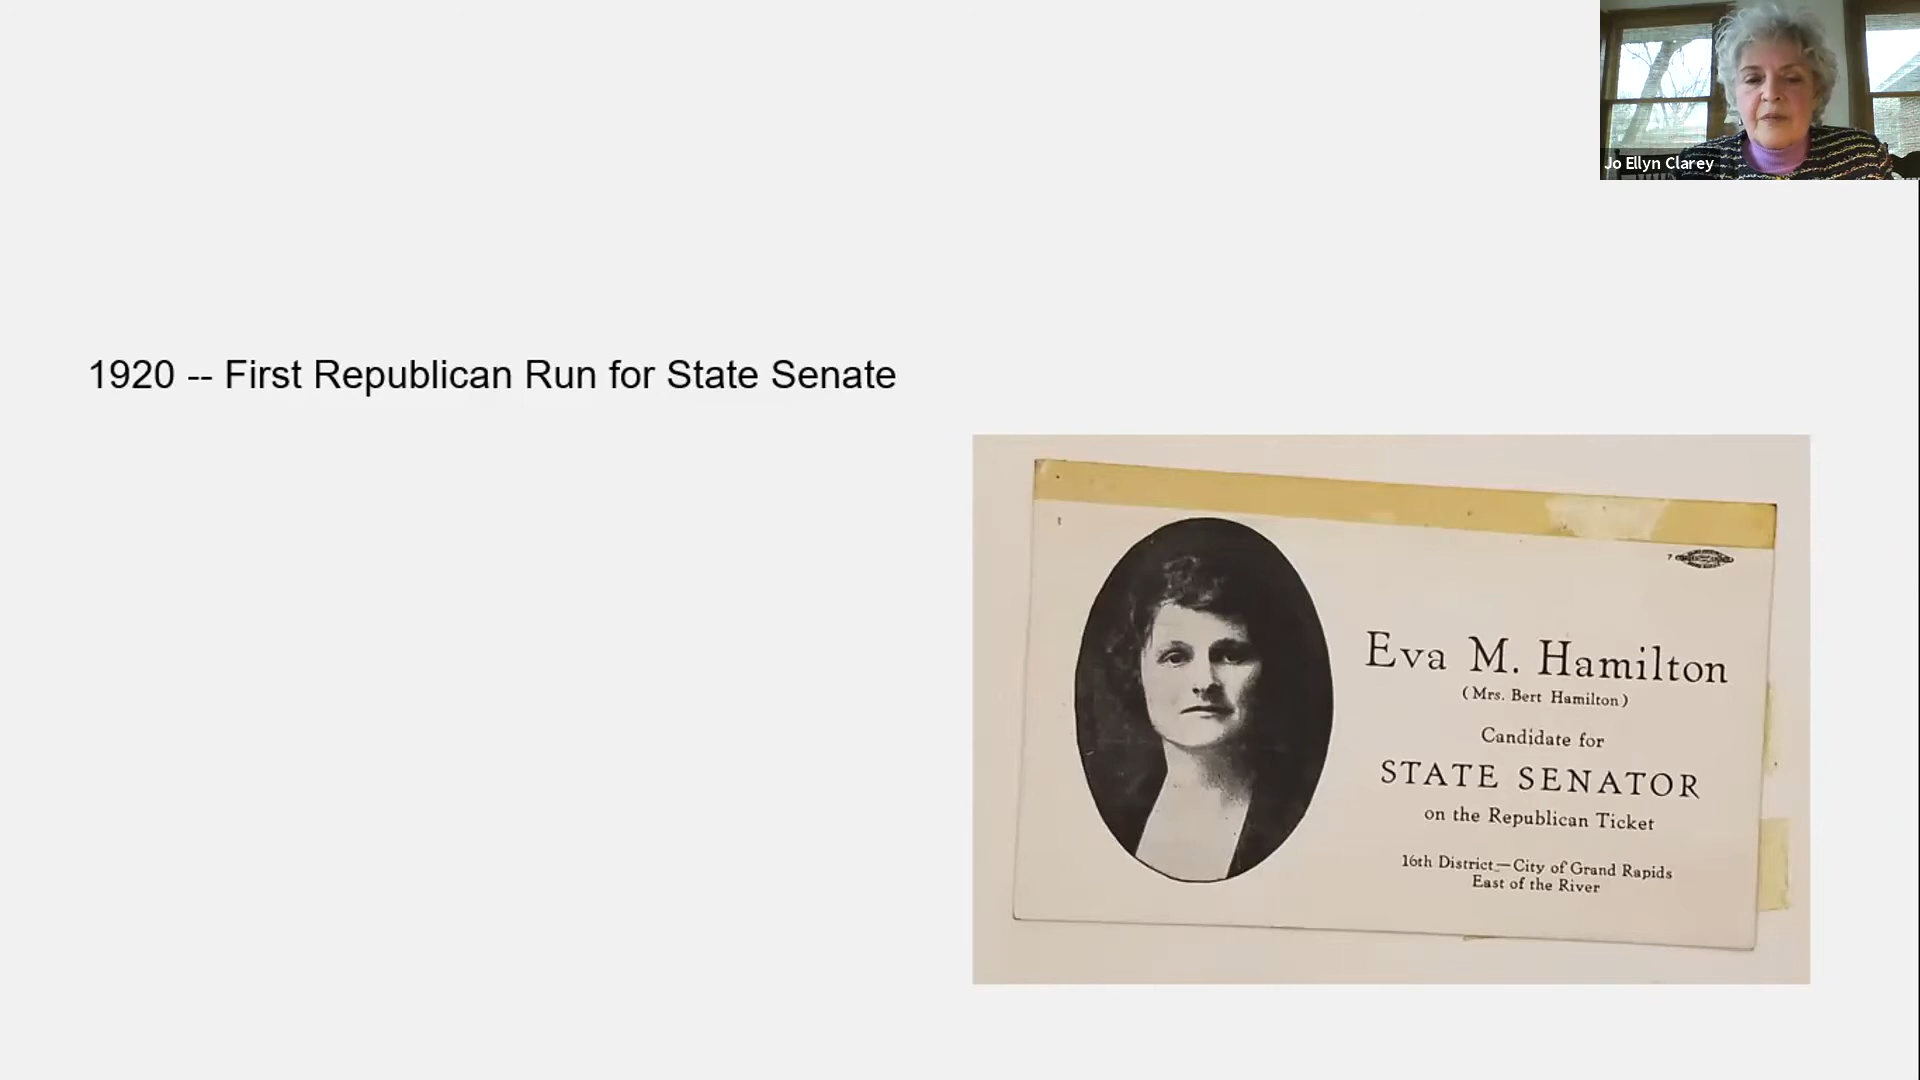 Jo Ellyn Clarey
1920 -- First Republican Run for State Senate
7
Eva M. Hamilton
(Mrs. Bert Hamilton)
Candidate for
STATE SENATOR
on the Republican Ticket
16th District—City of Grand Rapids
East of the River